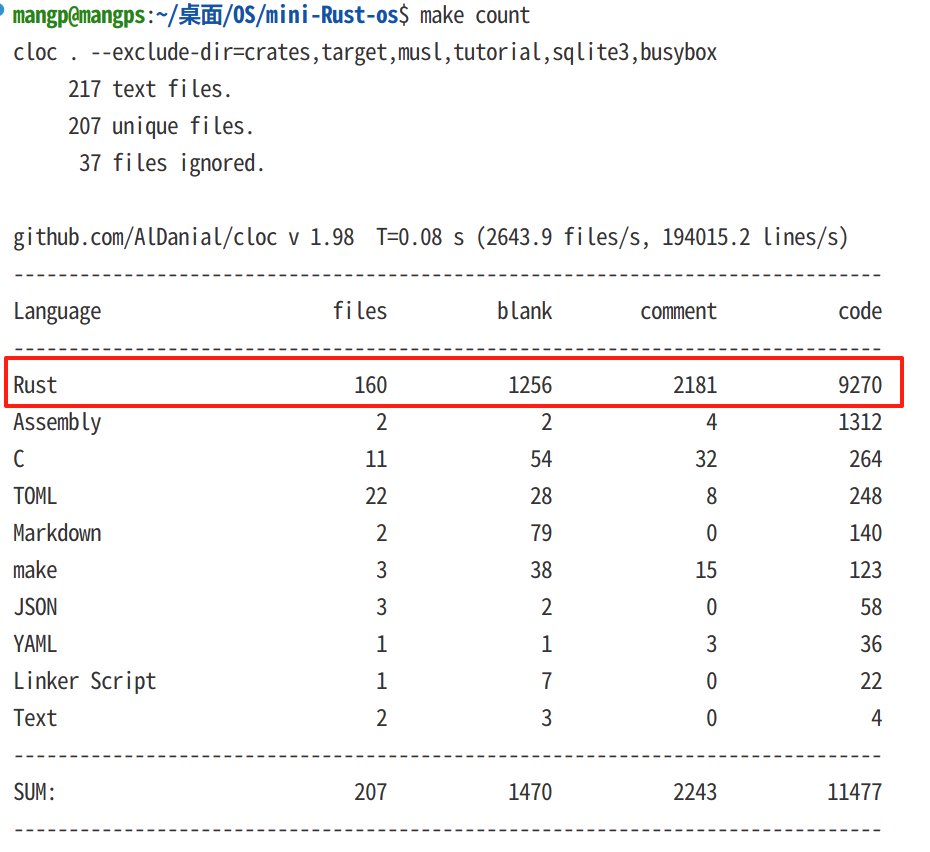 mangp@mangps:~/桌面/OS/mini-Rust-os$ make count
cloc . --exclude-dir=crates,target,musl,tutorial,sqlite3,busybox
     217 text files.
     207 unique files.
      37 files ignored.
github.com/AlDanial/cloc v 1.98  T=0.08 s (2643.9 files/s, 194015.2 lines/s)
-------------------------------------------------------------------------------
Language                     files          blank        comment           code
-------------------------------------------------------------------------------
Rust                           160           1256           2181           9270
Assembly                         2              2              4           1312
C                               11             54             32            264
TOML                            22             28              8            248
Markdown                         2             79              0            140
make                             3             38             15            123
JSON                             3              2              0             58
YAML                             1              1              3             36
Linker Script                    1              7              0             22
Text                             2              3              0              4
-------------------------------------------------------------------------------
SUM:                           207           1470           2243          11477
-------------------------------------------------------------------------------